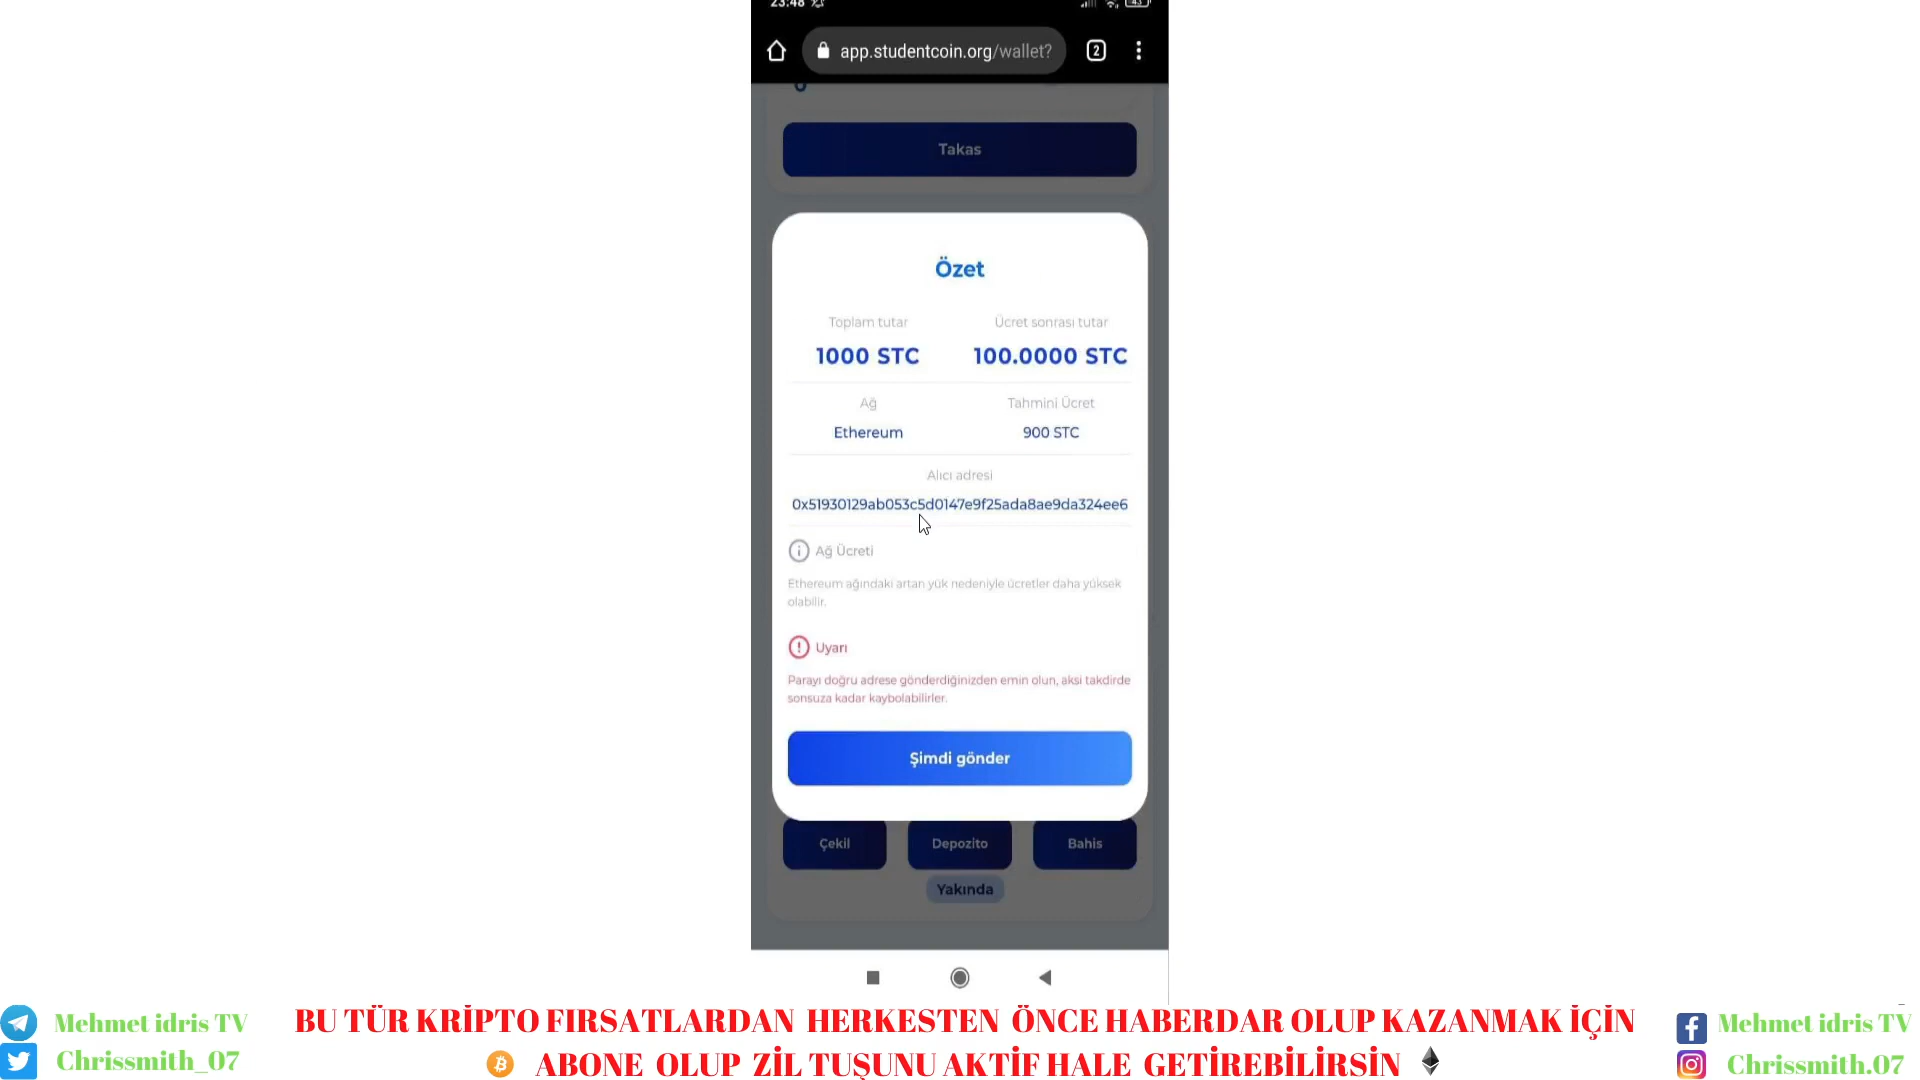 23:48
43
app.studentcoin.org/wallet?
2
Takas
Özet
Toplam tutar
Ücret sonrası tutar
1000 STC
100.0000 STC
Ağ
Tahmini Ücret
Ethereum
900 STC
Alıcı adresi
0x51930129ab053c5d0147e9f25ada8ae9da324ee6
Ağ Ücreti
Ethereum ağındaki artan yük nedeniyle ücretler daha yüksek
olabilir.
Uyarı
Parayı doğru adrese gönderdiğinizden emin olun, aksi takdirde
sonsuza kadar kaybolabilirler.
Şimdi gönder
Çekil
Depozito
Bahis
Yakında
Mehmet idris TV
BU TÜR KRİPTO FIRSATLARDAN HERKESTEN ÖNCE HABERDAR OLUP KAZANMAK İÇİN
Mehmet idris TV
Chrissmith_07
ABONE OLUP ZİL TUŞUNU AKTİF HALE GETİREBİLİRSİN
Chrissmith.07